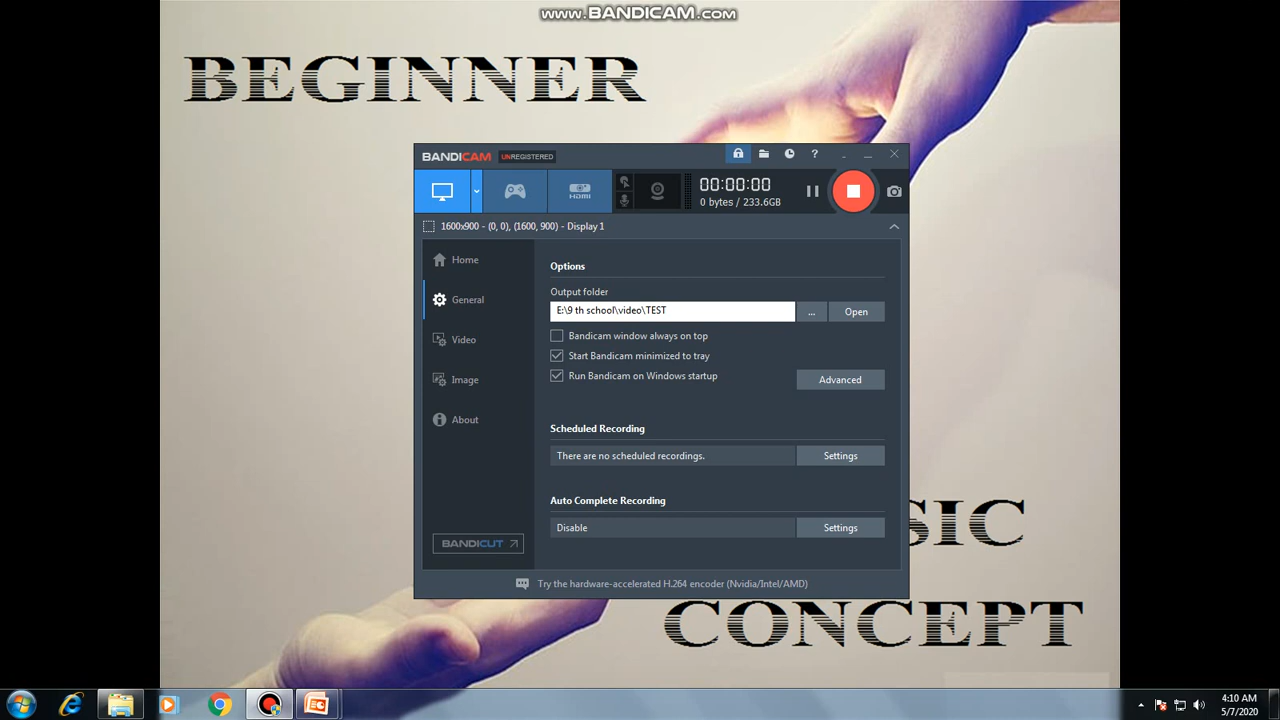 www.BANDICAM.com
BEGINNER
BANDICAM UNREGISTERED
?
HDMI
00:00:00
0 bytes / 233.6GB
1600x900 - (0, 0), (1600, 900) - Display 1
Home
General
Video
Image
About
BANDICUT
Options
Output folder
E:\9 th school\video\TEST
...
Open
Bandicam window always on top
Start Bandicam minimized to tray
Run Bandicam on Windows startup
Advanced
Scheduled Recording
There are no scheduled recordings.
Settings
Auto Complete Recording
Disable
Settings
Try the hardware-accelerated H.264 encoder (Nvidia/Intel/AMD)
SIC
CONCEPT
4:10 AM
5/7/2020